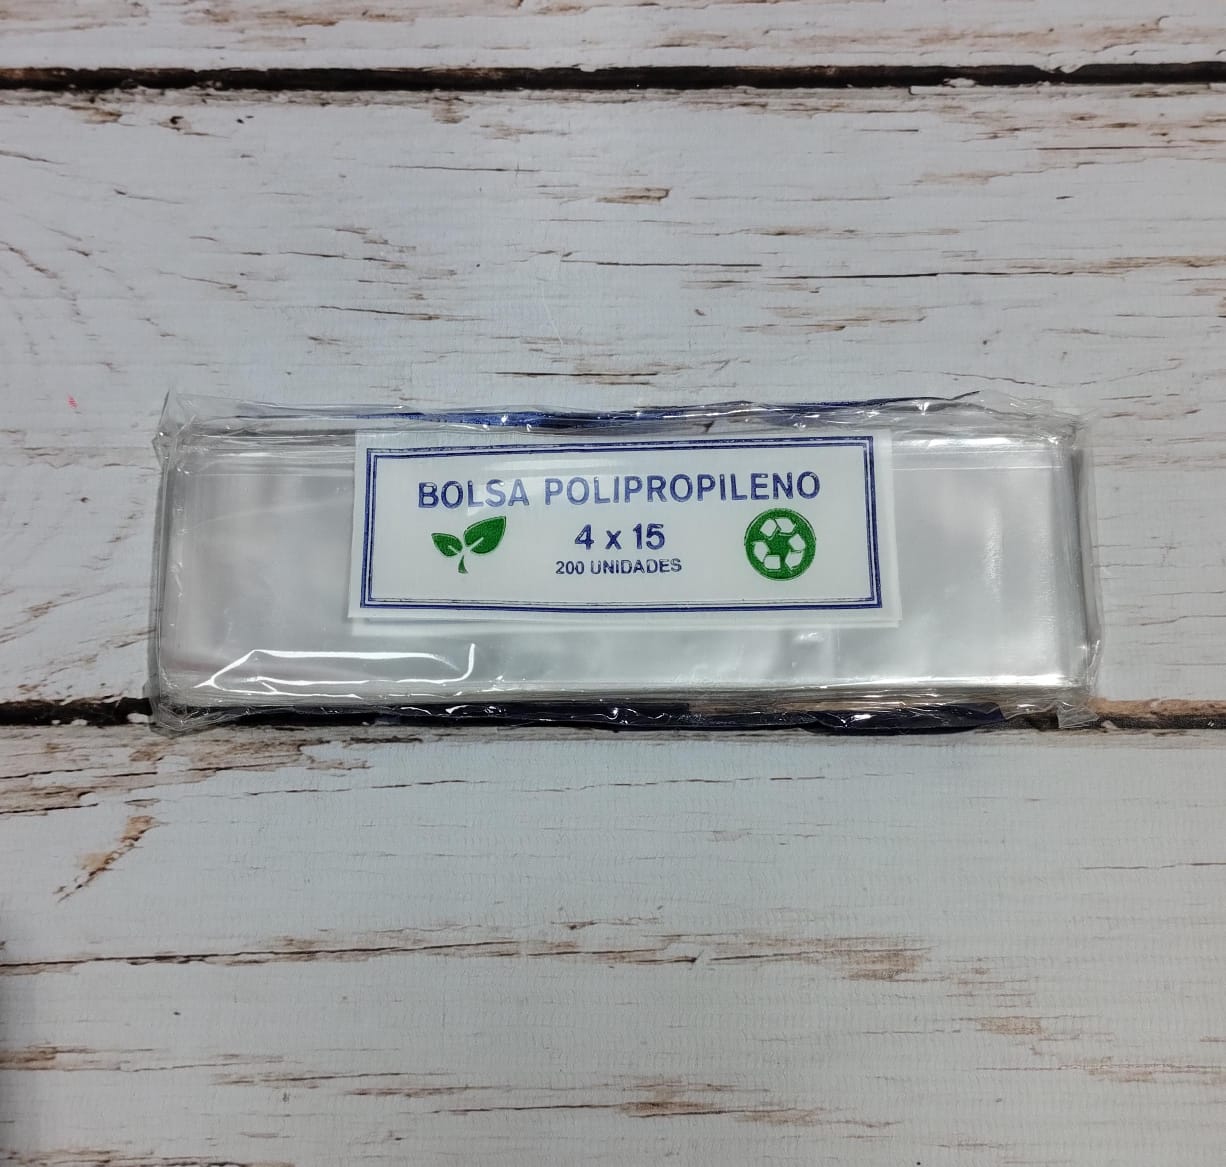 BOLSA POLIPROPILENO
4 x 15
200 UNIDADES